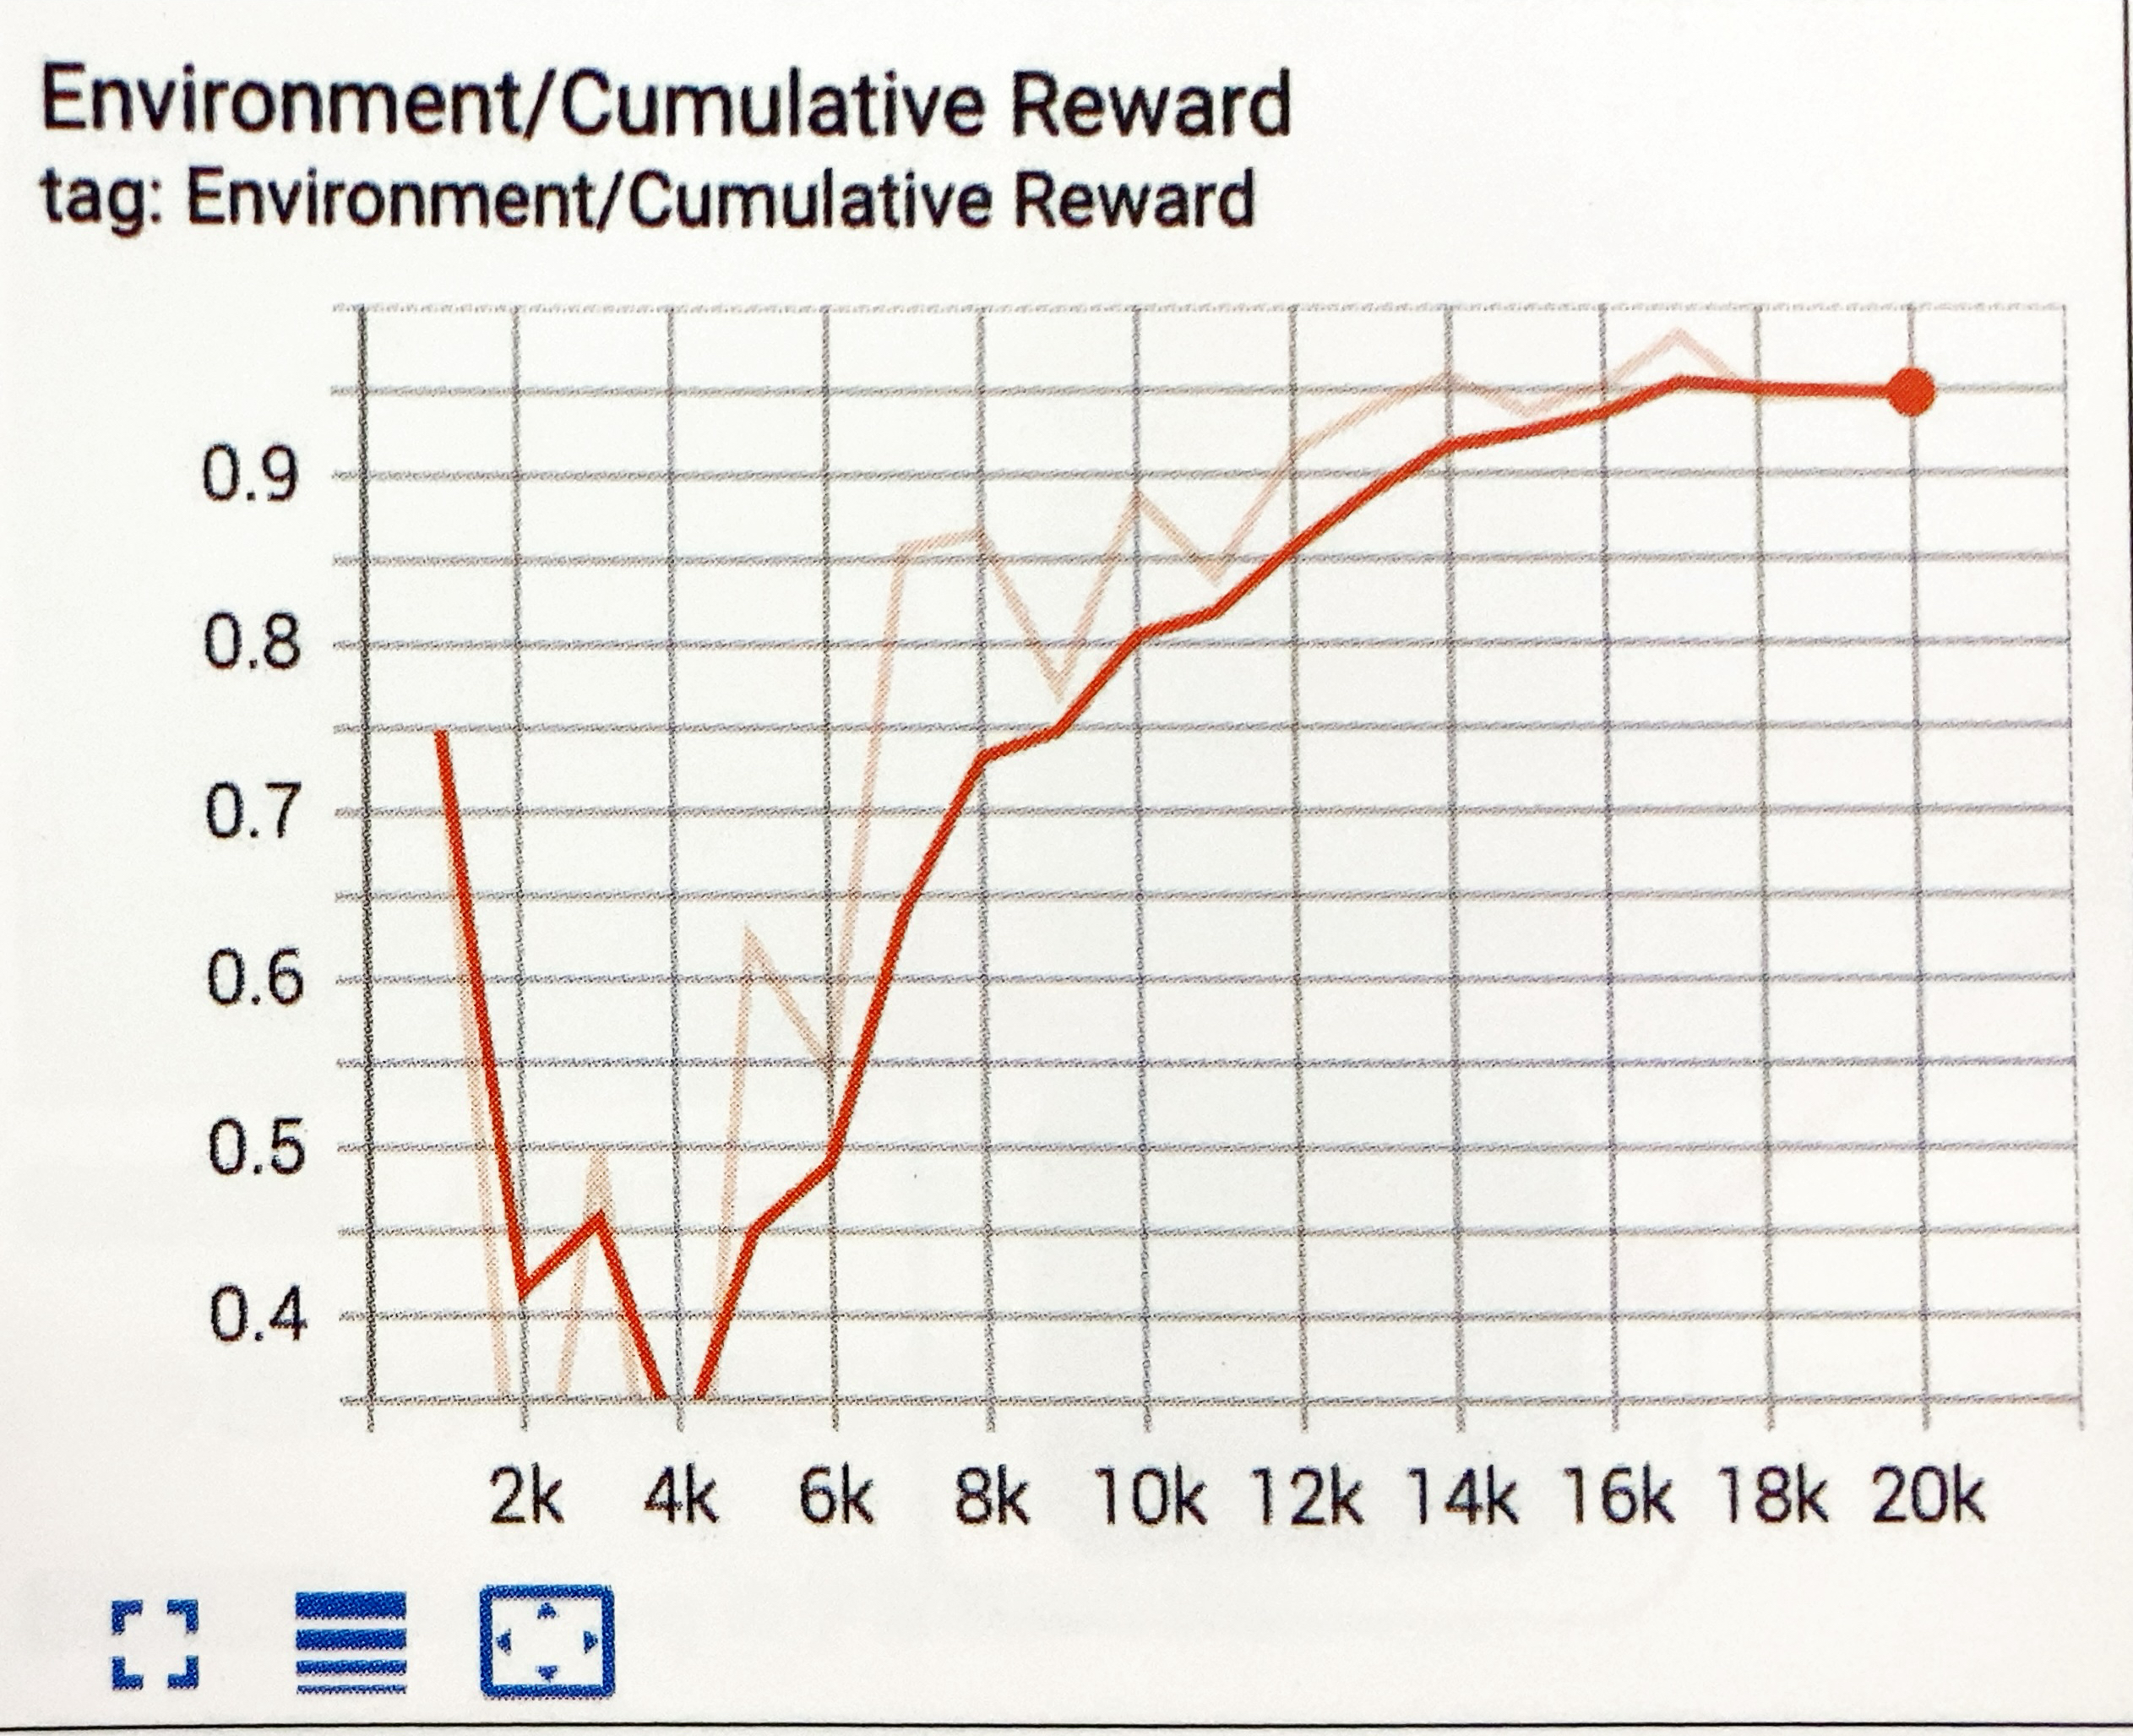 Environment/Cumulative Reward
tag: Environment/Cumulative Reward
0.9
0.8
0.7
0.6
0.5
0.4
2k 4k 6k 8k 10k 12k 14k 16k 18k 20k